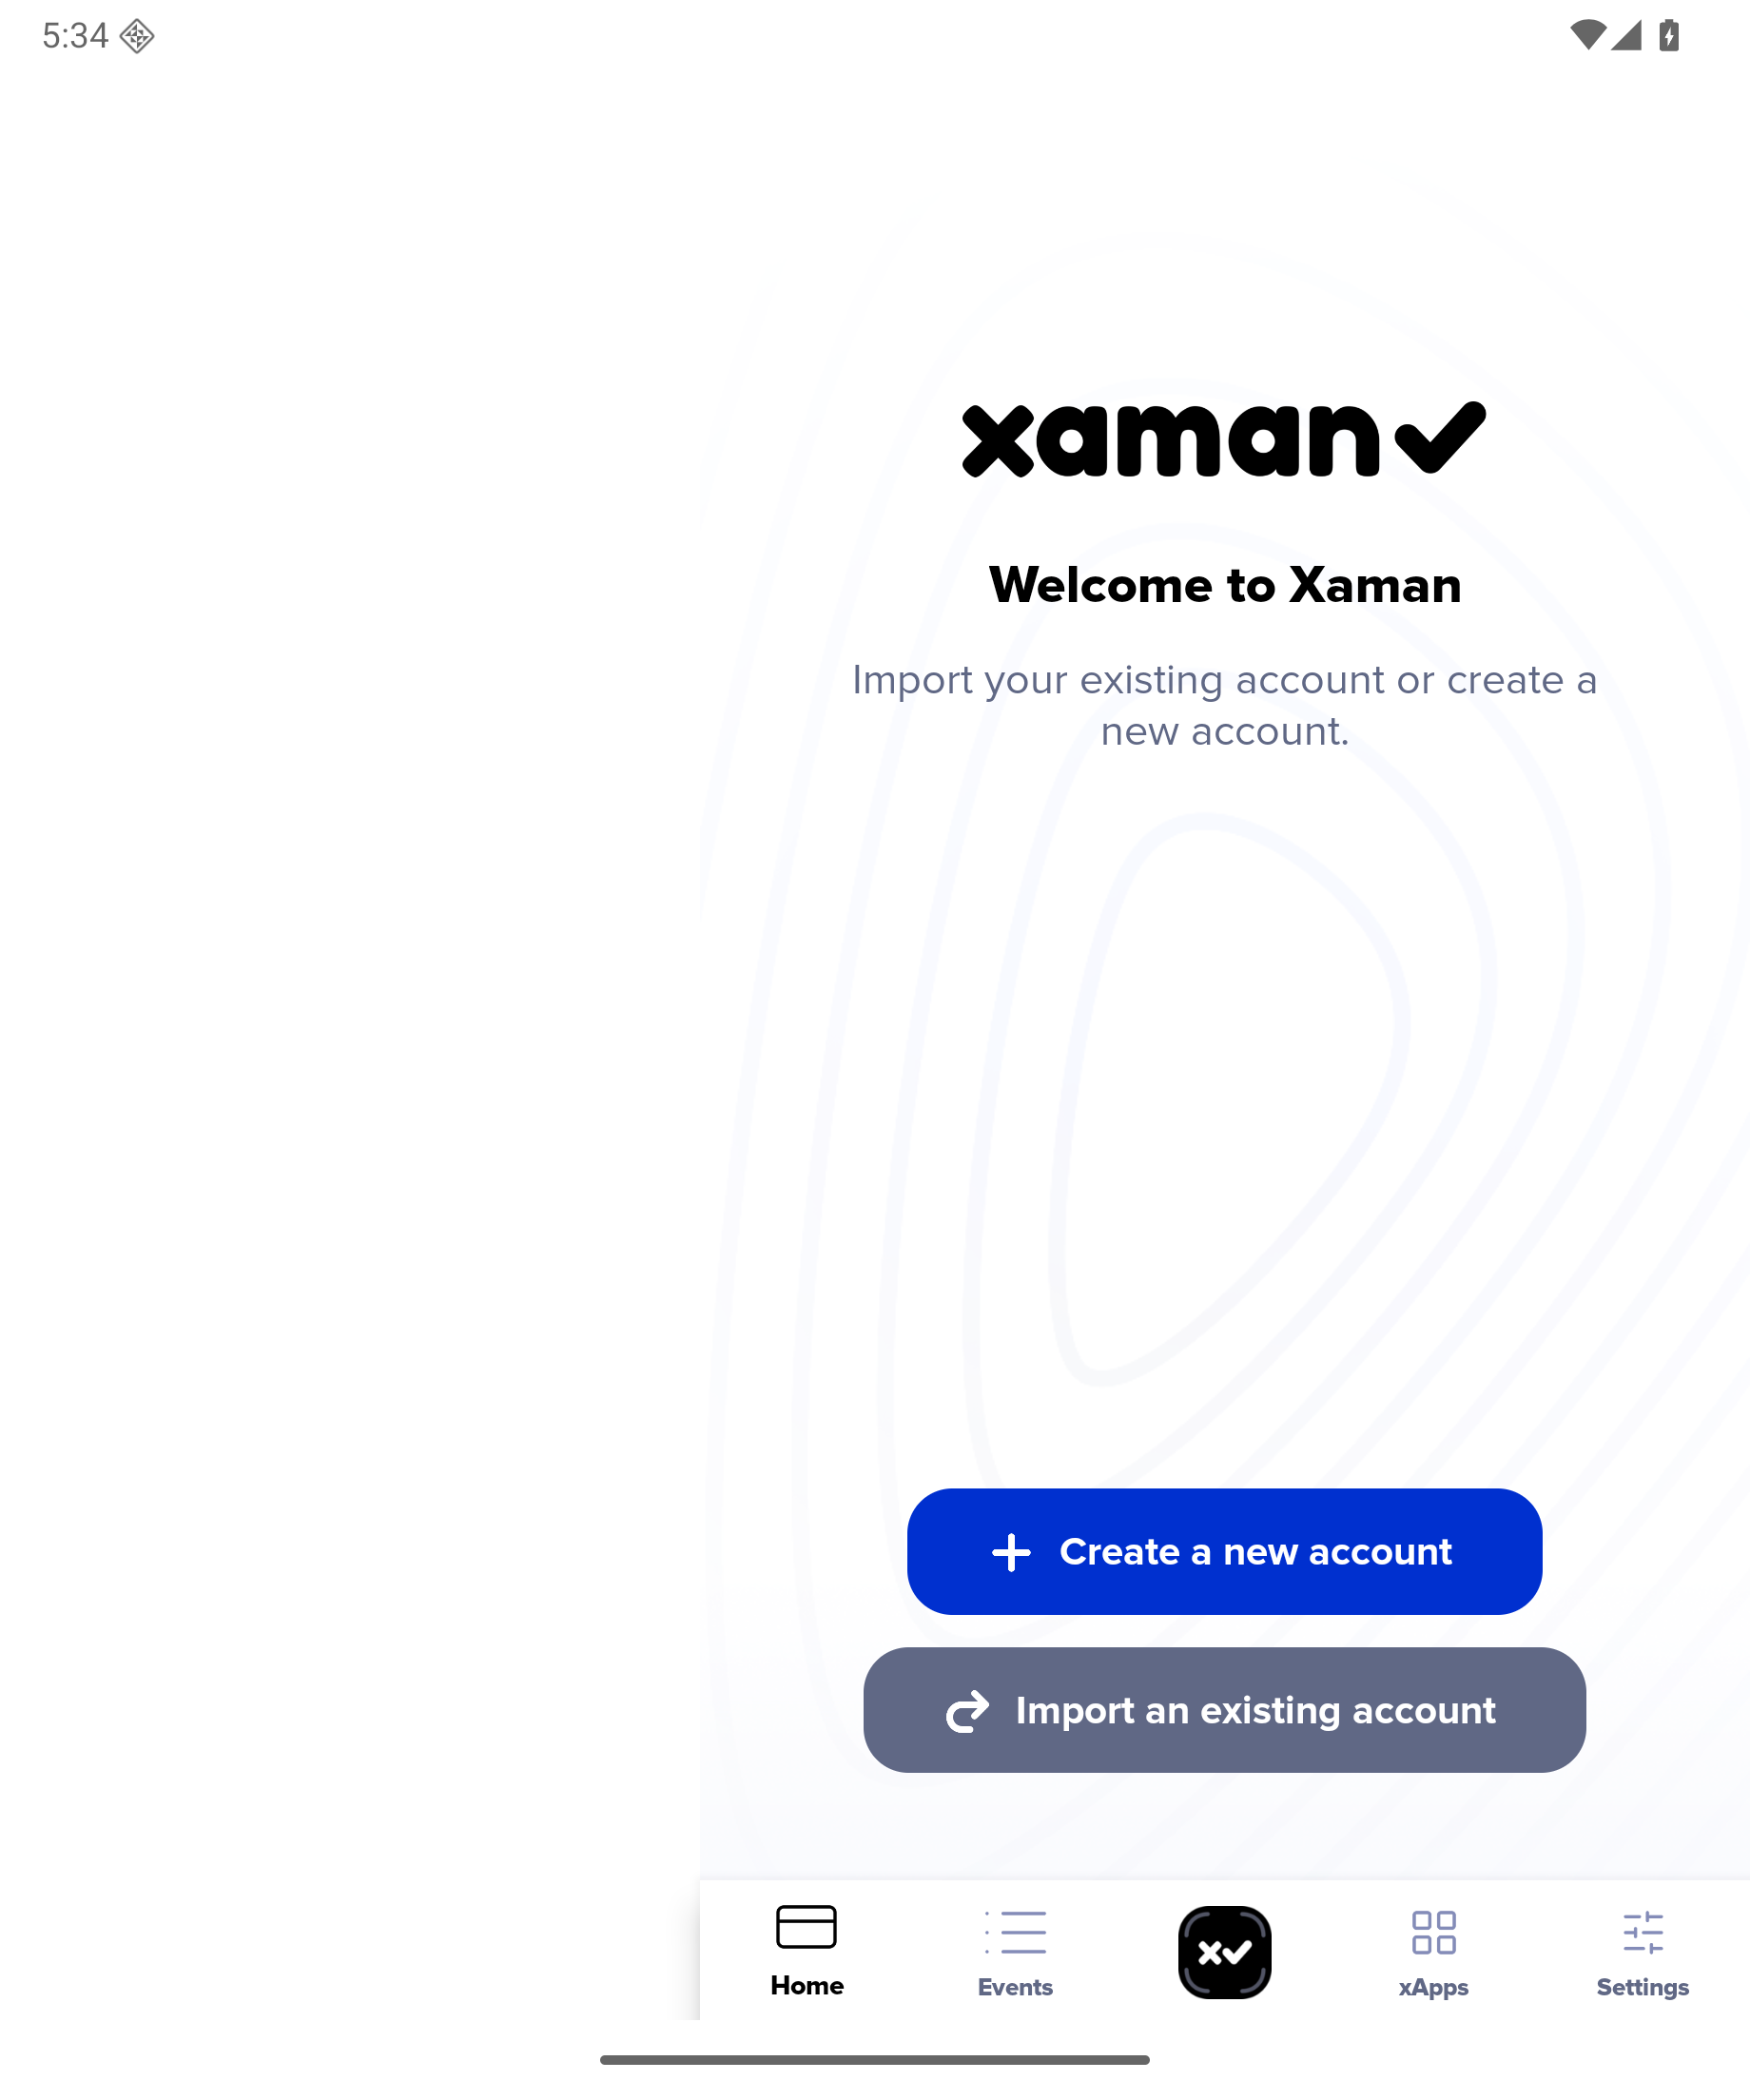 5:34
xaman
Welcome to Xaman
Import your existing account or create a
new account.
Create a new account
Import an existing account
Home
Events
xApps
Settings